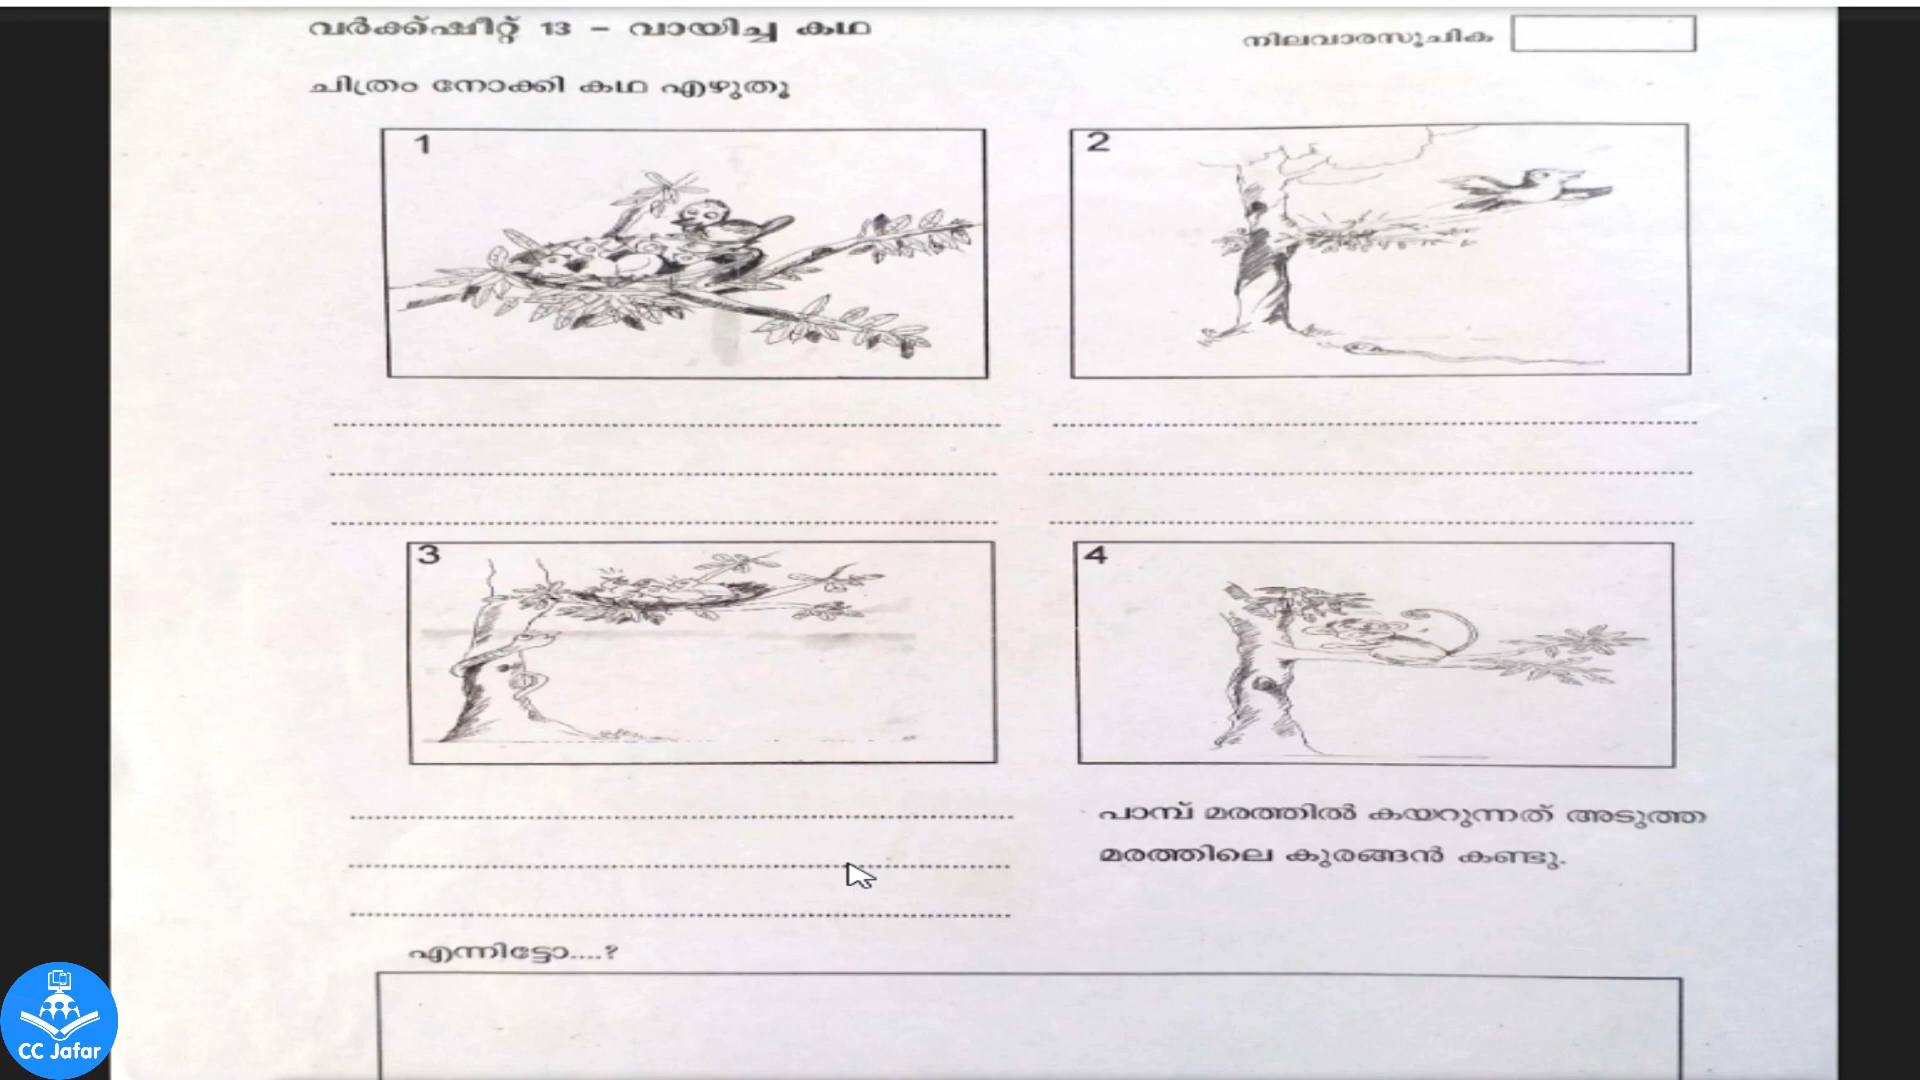 വർക്ക്ഷീറ്റ് 13 – വായിച്ച കഥ
നിലവാരസൂചിക
ചിത്രം നോക്കി കഥ എഴുതൂ
1
2
3
4
പാമ്പ് മരത്തിൽ കയറുന്നത് അടുത്ത
മരത്തിലെ കുരങ്ങൻ കണ്ടു.
എന്നിട്ടോ....?
CC Jafar